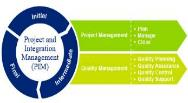 Initial
Project and
Integration
Management
(PIM)
Intermediate
Final
Project Management
• Plan
• Manage
• Close
Quality Management
• Quality Planning
• Quality Assurance
• Quality Control
• Quality Support